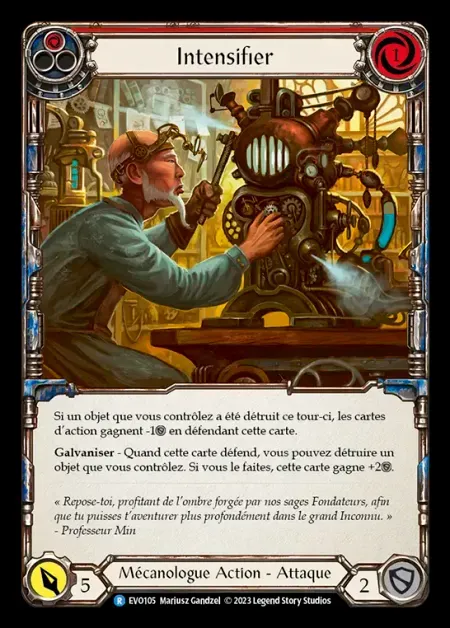 Intensifier
1
Si un objet que vous contrôlez a été détruit ce tour-ci, les cartes
d'action gagnent -1 en défendant cette carte.
Galvaniser - Quand cette carte défend, vous pouvez détruire un
objet que vous contrôlez. Si vous le faites, cette carte gagne +2.
« Repose-toi, profitant de l'ombre forgée par nos sages Fondateurs, afin
que tu puisses t'aventurer plus profondément dans le grand Inconnu. »
- Professeur Min
5
Mécanologue Action - Attaque
2
R EVO105 Mariusz Gandzel © 2023 Legend Story Studios